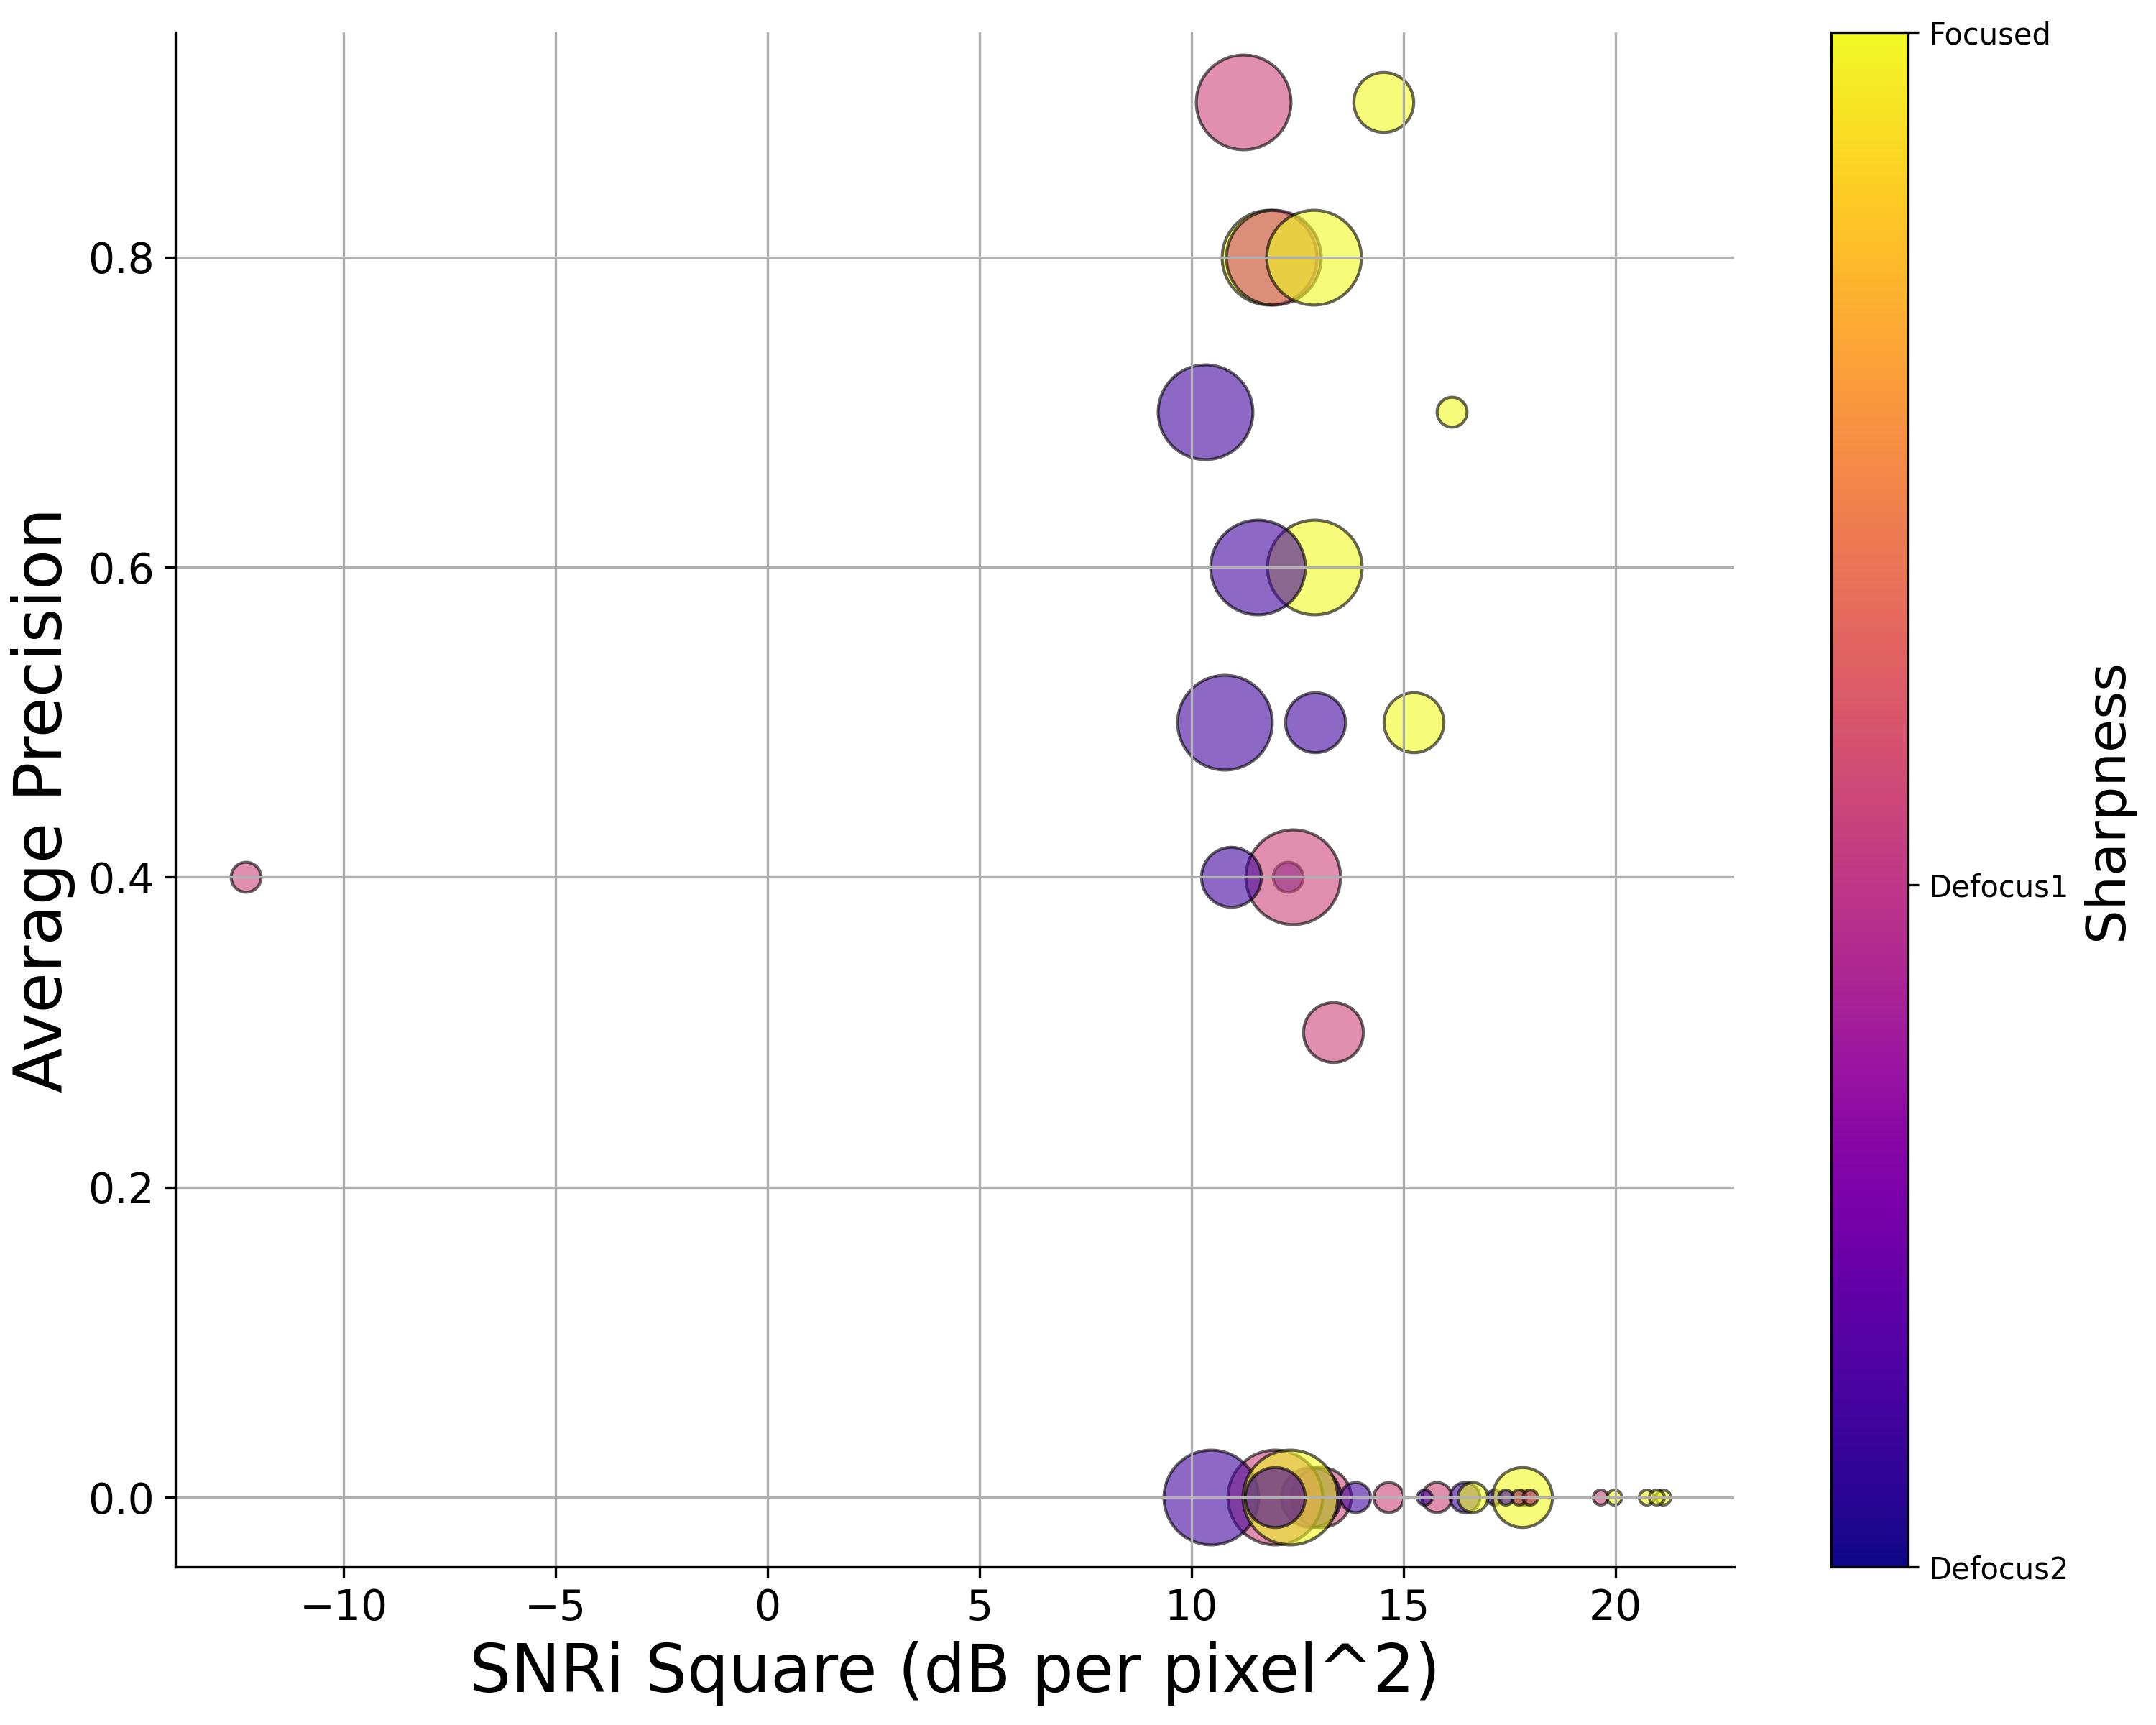 Average Precision
0.8
0.6
0.4
0.2
0.0
−10 −5 0 5 10 15 20
SNRi Square (dB per pixel^2)
Focused
Defocus1
Defocus2
Sharpness